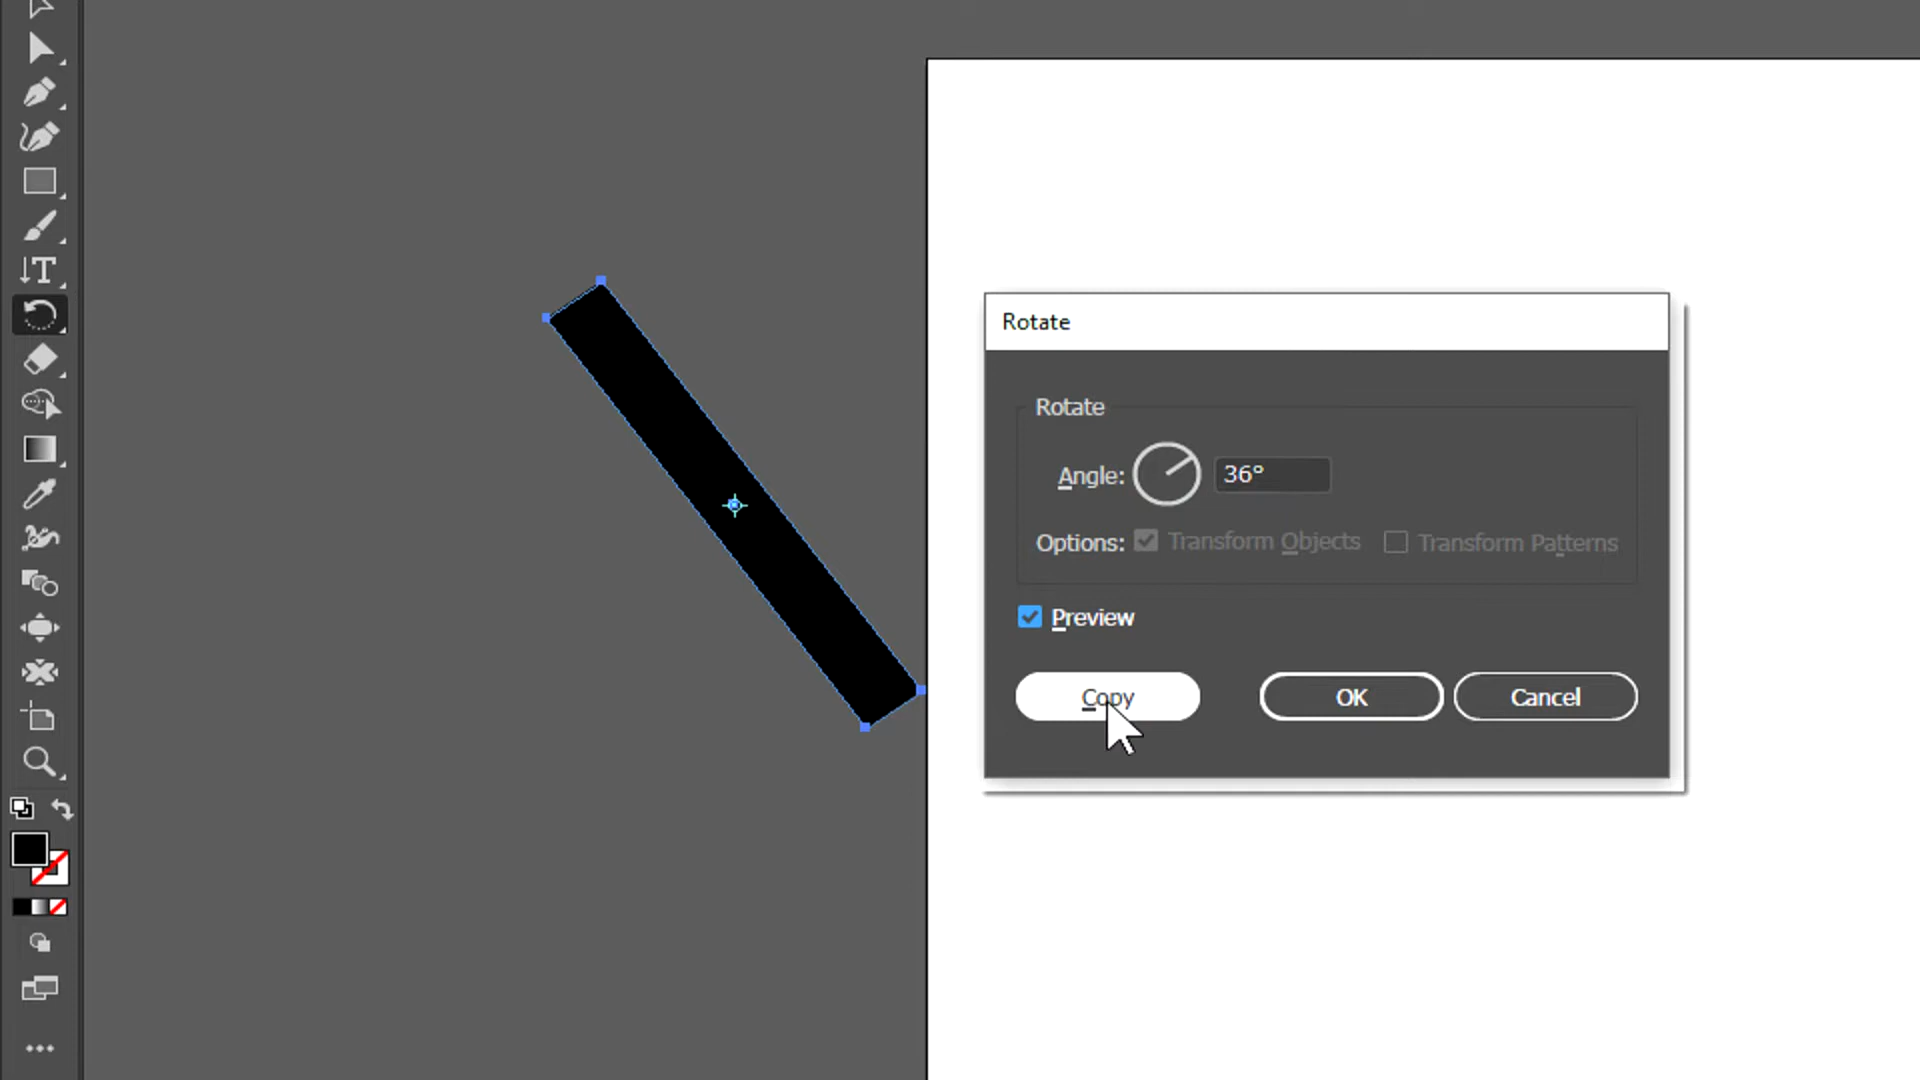 Rotate
Rotate
Angle: 36°
Options: Transform Objects Transform Patterns
Preview
Copy OK Cancel